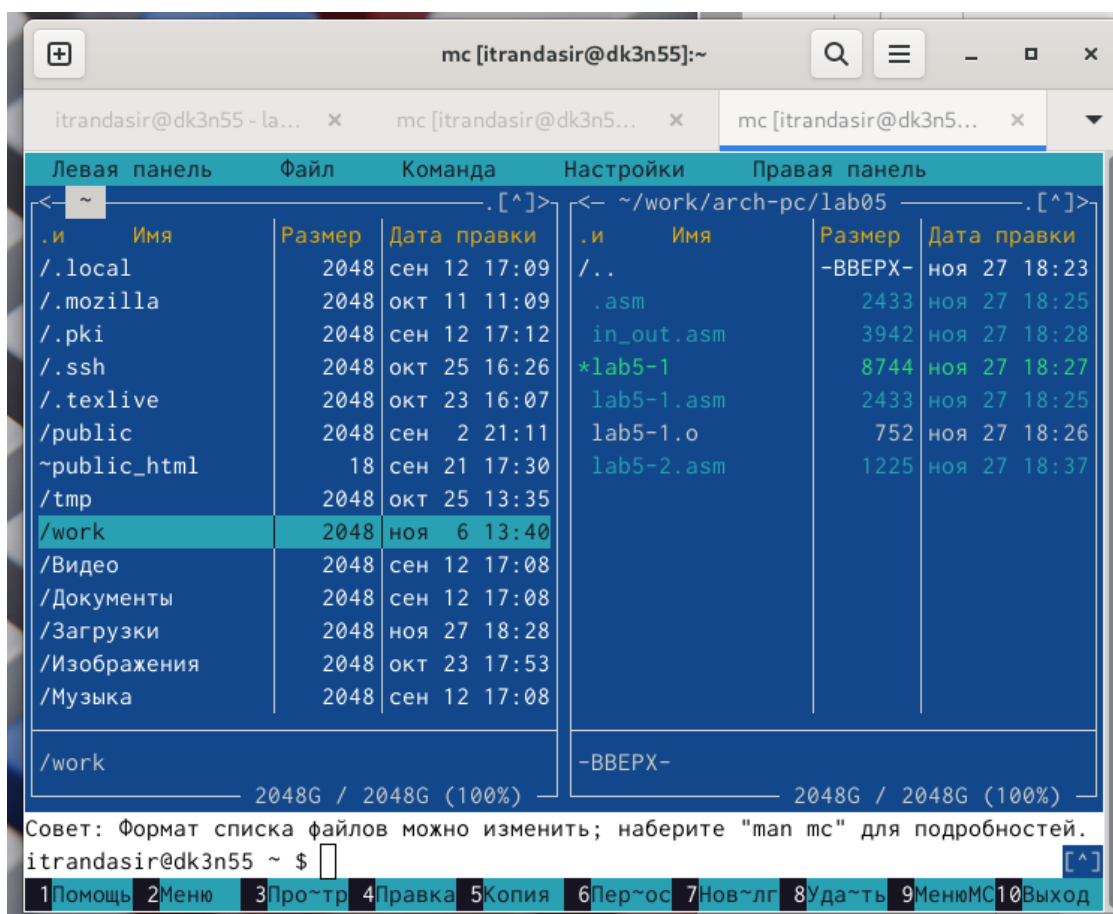 mc [itrandasir@dk3n55]:~
itrandasir@dk3n55 - la... mc [itrandasir@dk3n5... mc [itrandasir@dk3n5...
Левая панель Файл Команда Настройки Правая панель
<- ~ .[^]> <- ~/work/arch-pc/lab05 .[^]>
.и Имя Размер Дата правки .и Имя Размер Дата правки
/.local 2048 сен 12 17:09 /.. -ВВЕРХ- ноя 27 18:23
/.mozilla 2048 окт 11 11:09 .asm 2433 ноя 27 18:25
/.pki 2048 сен 12 17:12 in_out.asm 3942 ноя 27 18:28
/.ssh 2048 окт 25 16:26 *lab5-1 8744 ноя 27 18:27
/.texlive 2048 окт 23 16:07 lab5-1.asm 2433 ноя 27 18:25
/public 2048 сен 2 21:11 lab5-1.o 752 ноя 27 18:26
~public_html 18 сен 21 17:30 lab5-2.asm 1225 ноя 27 18:37
/tmp 2048 окт 25 13:35
/work 2048 ноя 6 13:40
/Видео 2048 сен 12 17:08
/Документы 2048 сен 12 17:08
/Загрузки 2048 ноя 27 18:28
/Изображения 2048 окт 23 17:53
/Музыка 2048 сен 12 17:08
/work -ВВЕРХ-
2048G / 2048G (100%) 2048G / 2048G (100%)
Совет: Формат списка файлов можно изменить; наберите "man mc" для подробностей.
itrandasir@dk3n55 ~ $ [^]
1Помощь 2Меню 3Про~тр 4Правка 5Копия 6Пер~ос 7Нов~лг 8Уда~ть 9МенюМС 10Выход